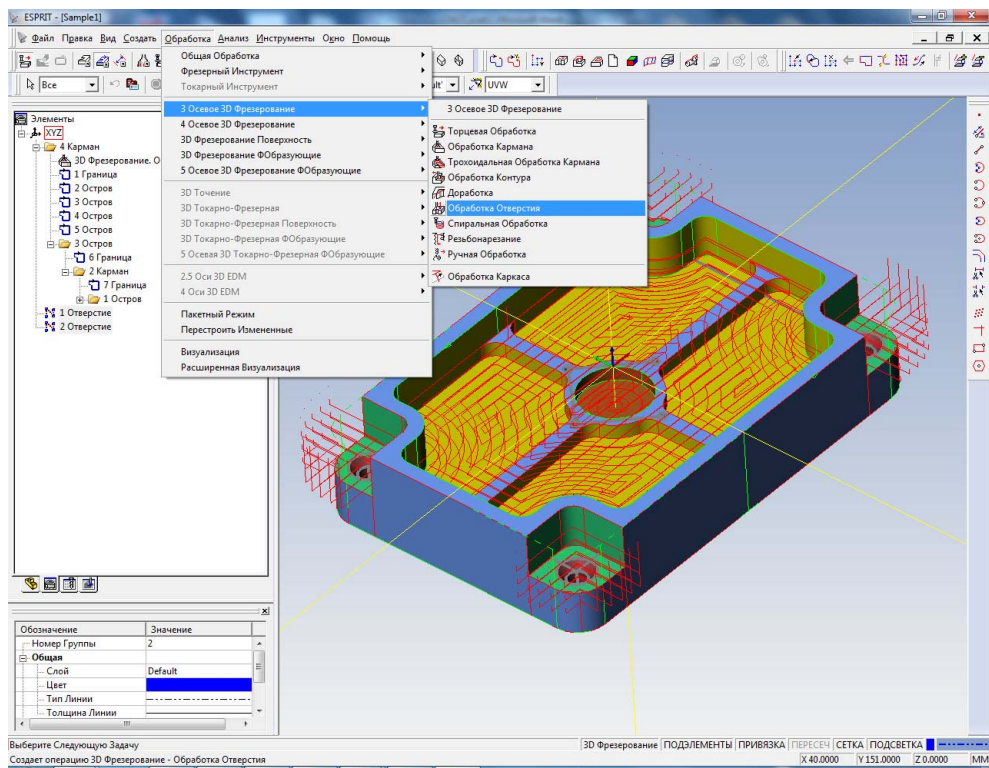 ESPRIT - [Sample1]
Файл Правка Вид Создать Обработка Анализ Инструменты Окно Помощь
Все
UVW
Общая Обработка
Фрезерный Инструмент
Токарный Инструмент
3 Осевое 3D Фрезерование
4 Осевое 3D Фрезерование
3D Фрезерование Поверхность
3D Фрезерование ФОбразующие
5 Осевое 3D Фрезерование ФОбразующие
3D Точение
3D Токарно-Фрезерная
3D Токарно-Фрезерная Поверхность
3D Токарно-Фрезерная ФОбразующие
5 Осевая 3D Токарно-Фрезерная ФОбразующие
2.5 Оси 3D EDM
4 Оси 3D EDM
Пакетный Режим
Перестроить Измененные
Визуализация
Расширенная Визуализация
3 Осевое 3D Фрезерование
Торцевая Обработка
Обработка Кармана
Трохоидальная Обработка Кармана
Обработка Контура
Доработка
Обработка Отверстия
Спиральная Обработка
Резьбонарезание
Ручная Обработка
Обработка Каркаса
Элементы
XYZ
4 Карман
3D Фрезерование. О
1 Граница
2 Остров
3 Остров
4 Остров
5 Остров
3 Остров
6 Граница
2 Карман
7 Граница
1 Остров
1 Отверстие
2 Отверстие
Обозначение Значение
Номер Группы 2
Общая
Слой Default
Цвет
Тип Линии
Толщина Линии
Выберите Следующую Задачу
3D Фрезерование ПОДЭЛЕМЕНТЫ ПРИВЯЗКА ПЕРЕСЕЧ СЕТКА ПОДСВЕТКА
Создает операцию 3D Фрезерование - Обработка Отверстия
X 40.0000 Y 151.0000 Z 0.0000 MM